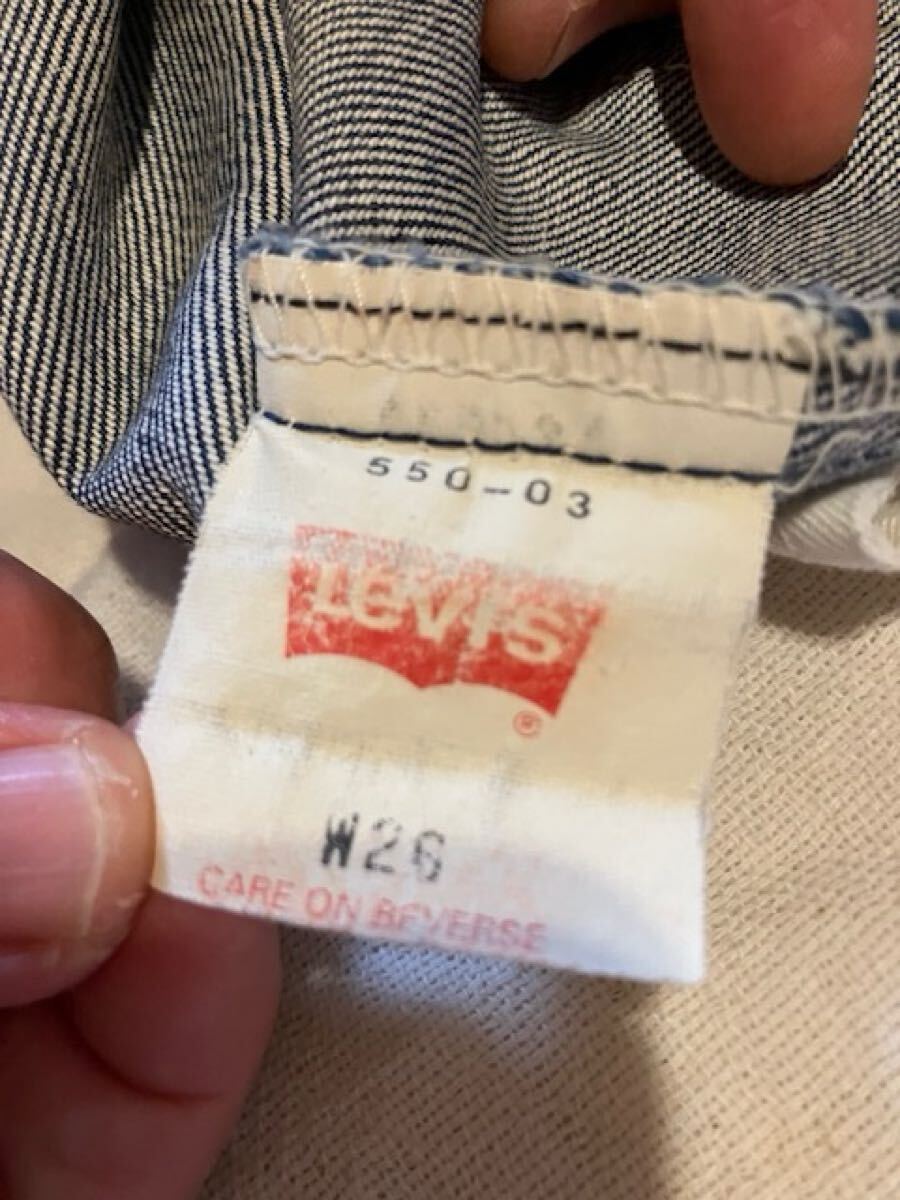 550-03
Levi's
®
W26
CARE ON REVERSE